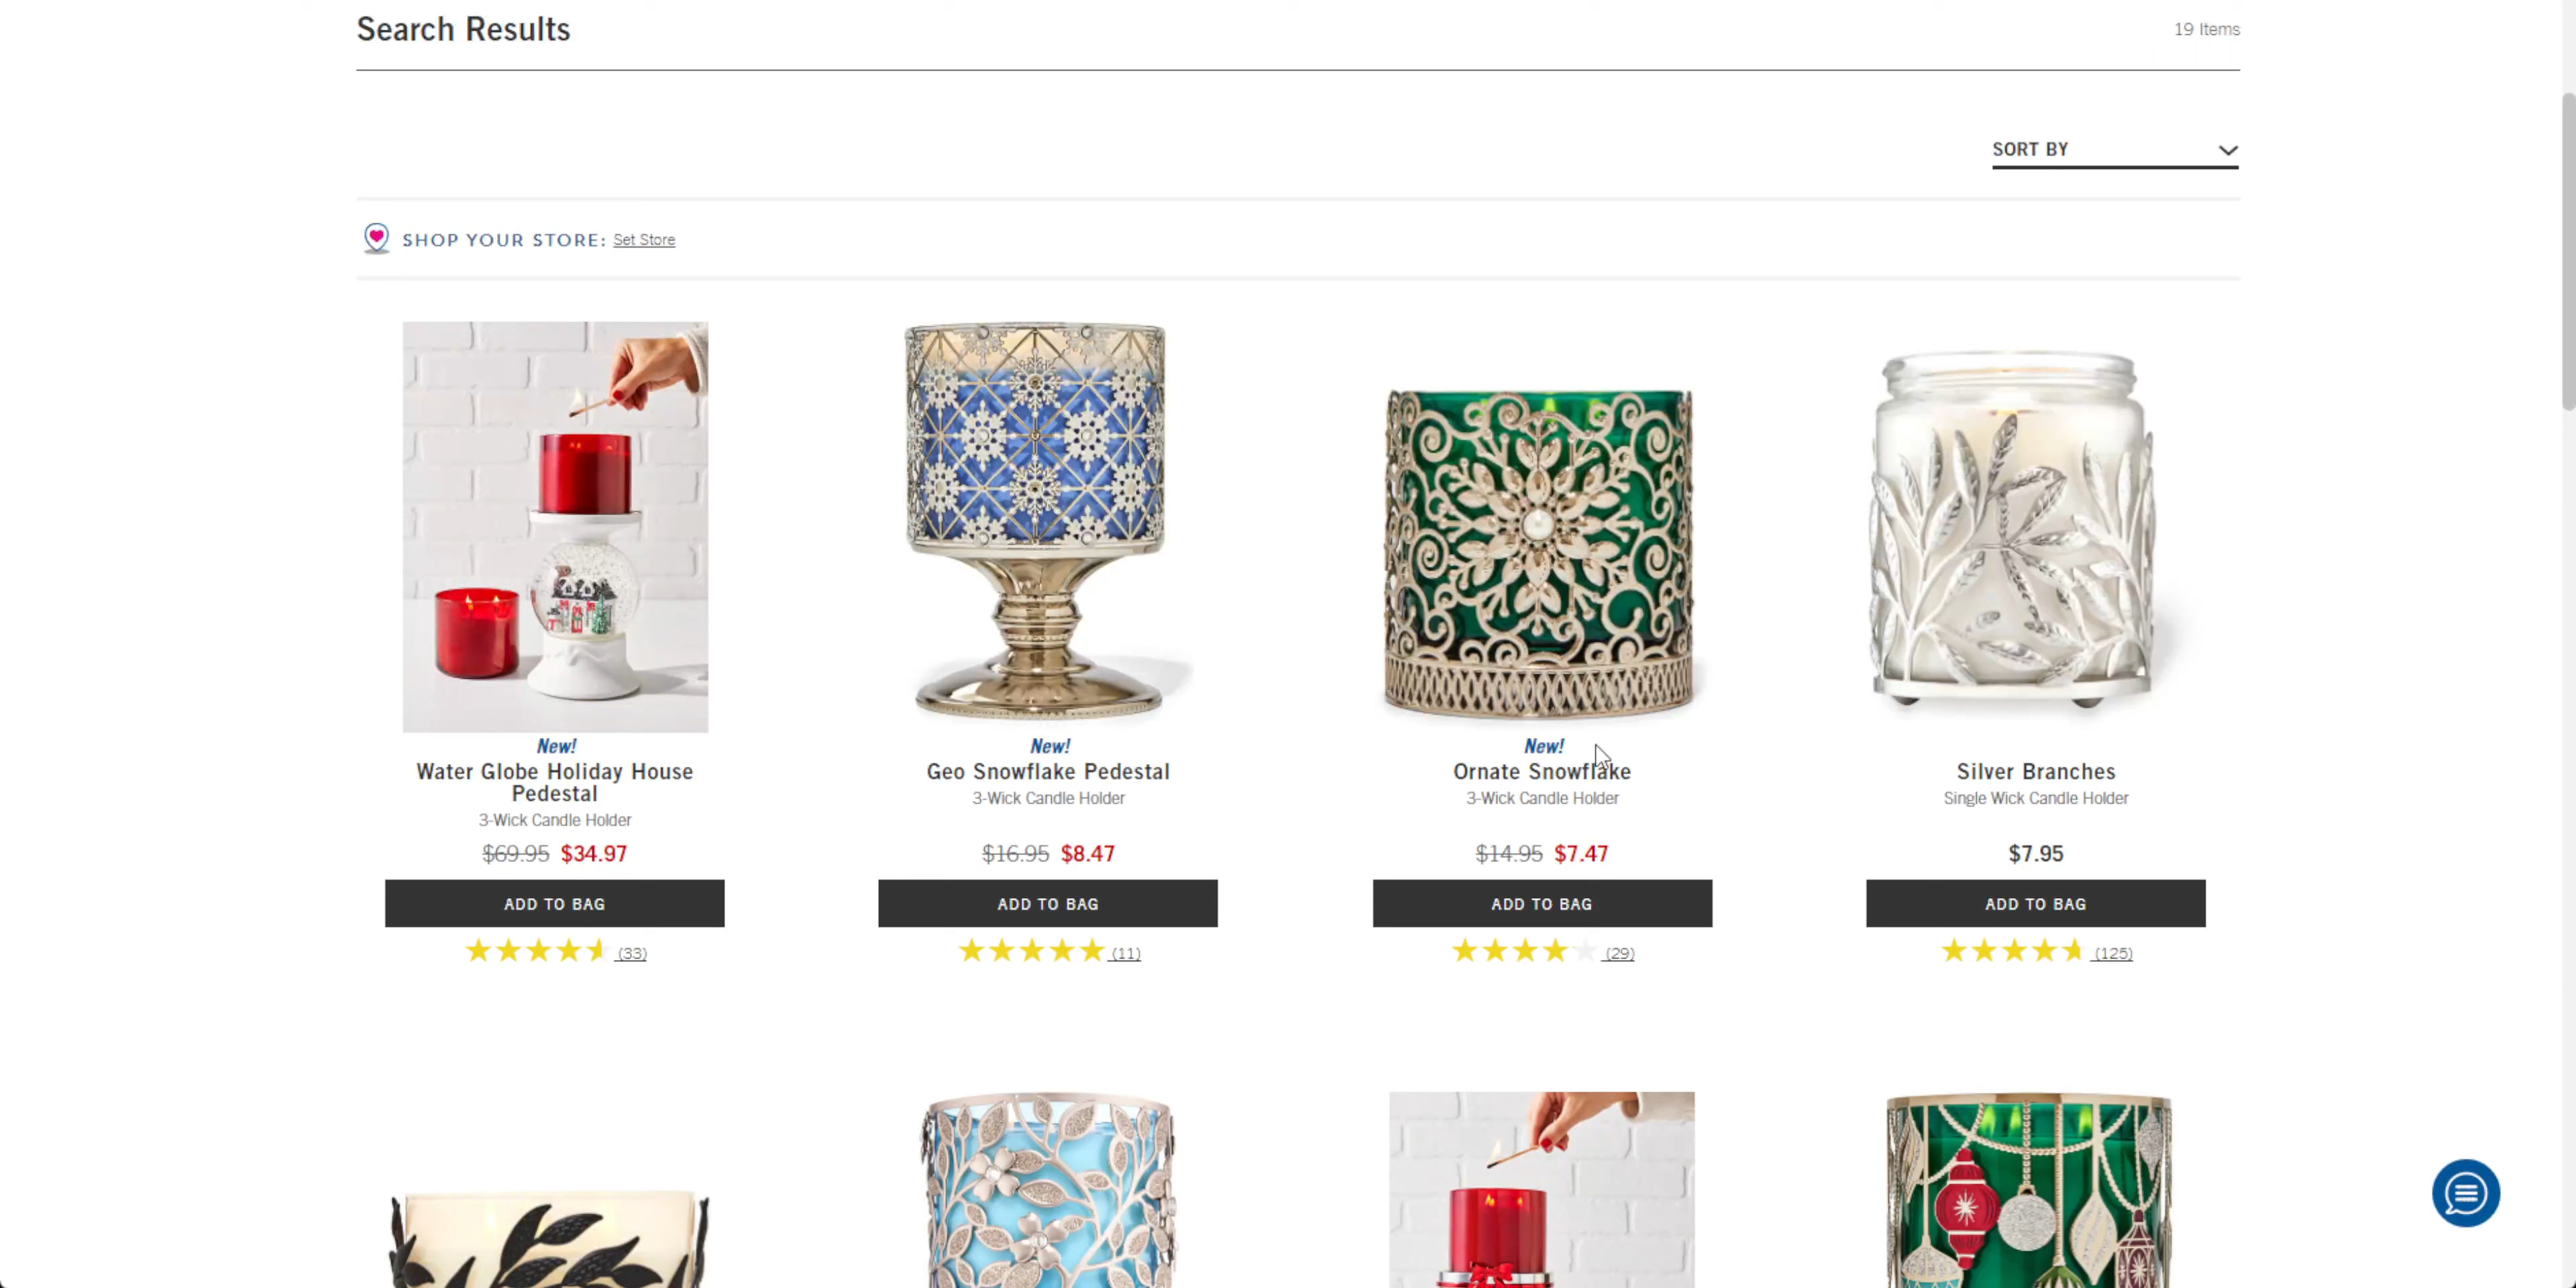 Search Results
19 Items
SORT BY
SHOP YOUR STORE: Set Store
New!
Water Globe Holiday House
Pedestal
3-Wick Candle Holder
$69.95 $34.97
ADD TO BAG
(33)
New!
Geo Snowflake Pedestal
3-Wick Candle Holder
$16.95 $8.47
ADD TO BAG
(11)
New!
Ornate Snowflake
3-Wick Candle Holder
$14.95 $7.47
ADD TO BAG
(29)
Silver Branches
Single Wick Candle Holder
$7.95
ADD TO BAG
(125)